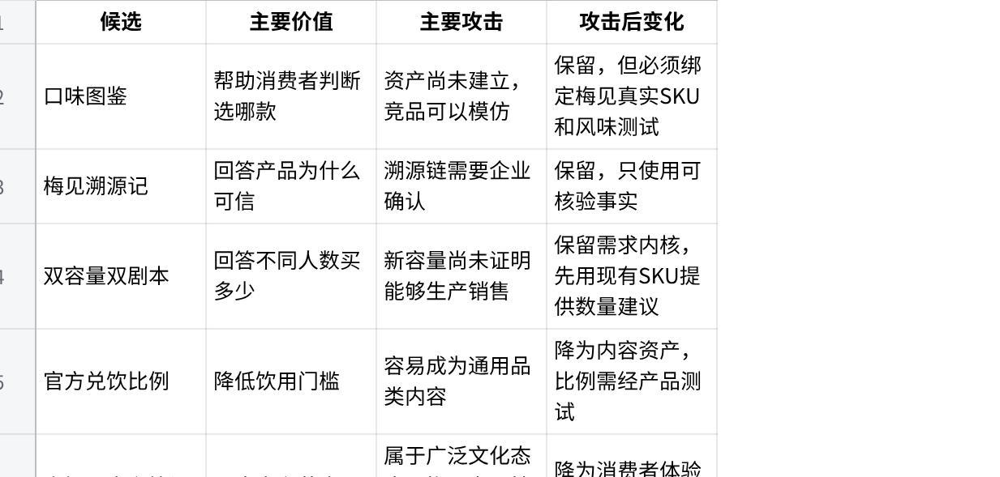 候选 主要价值 主要攻击 攻击后变化
2 口味图鉴 帮助消费者判断 资产尚未建立， 保留，但必须绑
选哪款 竞品可以模仿 定梅见真实SKU
和风味测试
3 梅见溯源记 回答产品为什么 溯源链需要企业 保留，只使用可
可信 确认 核验事实
4 双容量双剧本 回答不同人数买 新容量尚未证明 保留需求内核，
多少 能够生产销售 先用现有SKU提
供数量建议
5 官方兑饮比例 降低饮用门槛 容易成为通用品 降为内容资产，
类内容 比例需经产品测
试
属于广泛文化态
降为消费者体验